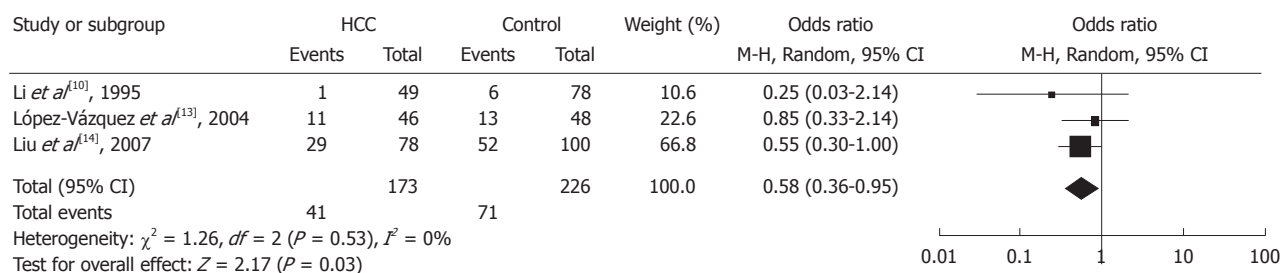 Study or subgroup HCC Control Weight (%) Odds ratio Odds ratio
Events Total Events Total M-H, Random, 95% CI M-H, Random, 95% CI
Li et al[10], 1995 1 49 6 78 10.6 0.25 (0.03-2.14)
López-Vázquez et al[13], 2004 11 46 13 48 22.6 0.85 (0.33-2.14)
Liu et al[14], 2007 29 78 52 100 66.8 0.55 (0.30-1.00)
Total (95% CI) 173 226 100.0 0.58 (0.36-0.95)
Total events 41 71
Heterogeneity: χ2 = 1.26, df = 2 (P = 0.53), I2 = 0%
Test for overall effect: Z = 2.17 (P = 0.03)
0.01 0.1 1 10 100